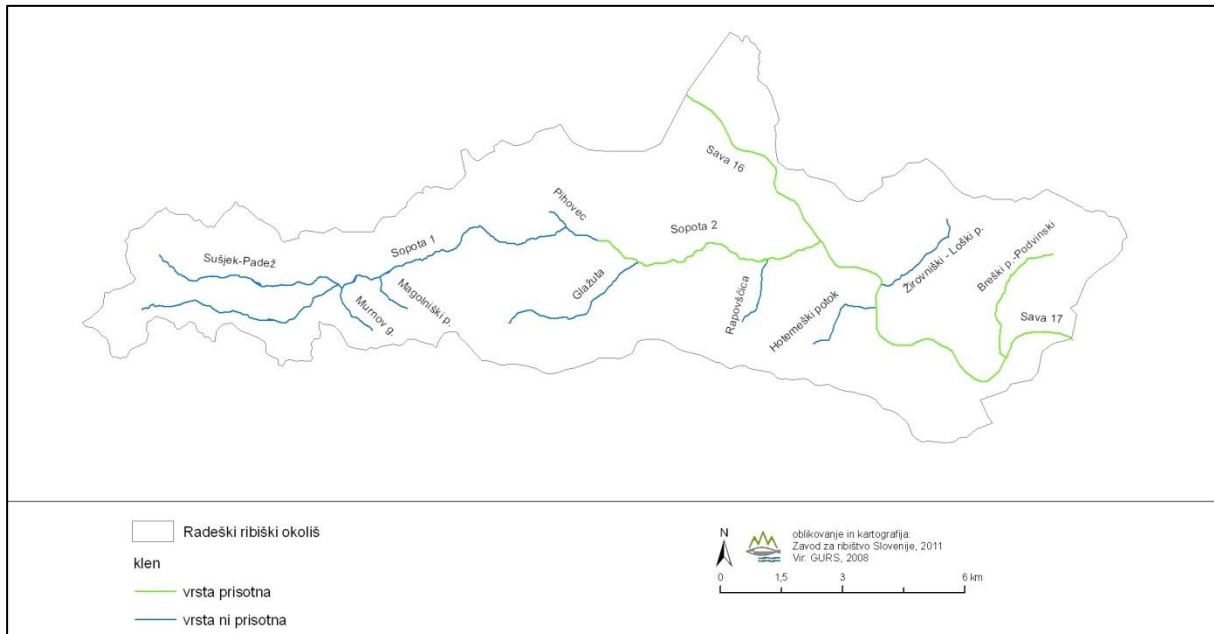 Sava 16
Pihovec
Sopota 2
Sopota 1
Sušjek-Padež
Žirovniški - Loški p.
Breški p.-Podvinski
Glažuta
Magolniški p.
Murnov g.
Rapovščica
Hotemeški potok
Sava 17
Radeški ribiški okoliš
klen
vrsta prisotna
vrsta ni prisotna
N
oblikovanje in kartografija:
Zavod za ribištvo Slovenije, 2011
Vir: GURS, 2008
0 1,5 3 6 km